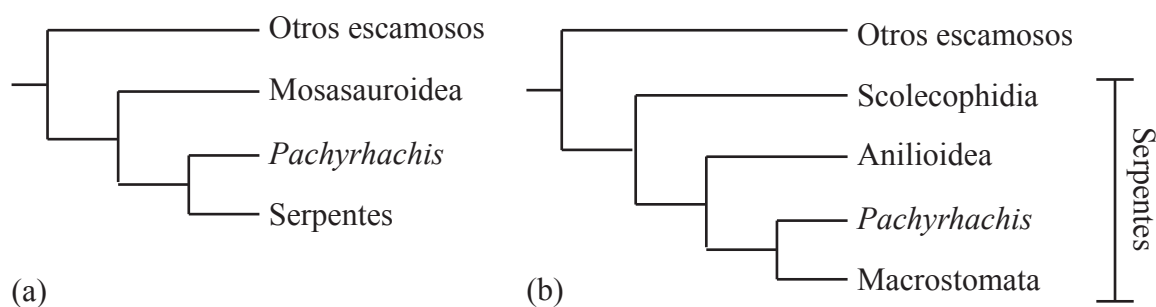 Otros escamosos
Mosasauroidea
Pachyrhachis
Serpentes
(a)
Otros escamosos
Scolecophidia
Anilioidea
Pachyrhachis
Macrostomata
Serpentes
(b)